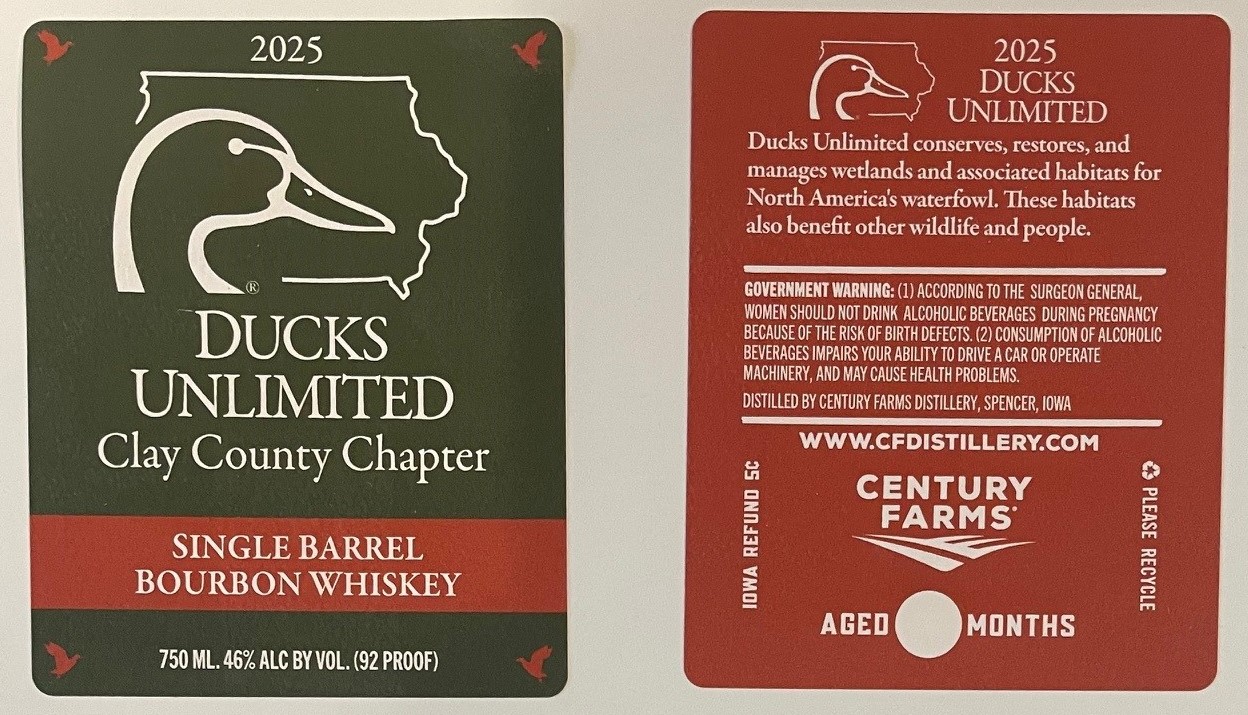 2025
®
DUCKS
UNLIMITED
Clay County Chapter
SINGLE BARREL
BOURBON WHISKEY
750 ML. 46% ALC BY VOL. (92 PROOF)
2025
DUCKS
UNLIMITED
Ducks Unlimited conserves, restores, and
manages wetlands and associated habitats for
North America's waterfowl. These habitats
also benefit other wildlife and people.
GOVERNMENT WARNING: (1) ACCORDING TO THE SURGEON GENERAL,
WOMEN SHOULD NOT DRINK ALCOHOLIC BEVERAGES DURING PREGNANCY
BECAUSE OF THE RISK OF BIRTH DEFECTS. (2) CONSUMPTION OF ALCOHOLIC
BEVERAGES IMPAIRS YOUR ABILITY TO DRIVE A CAR OR OPERATE
MACHINERY, AND MAY CAUSE HEALTH PROBLEMS.
DISTILLED BY CENTURY FARMS DISTILLERY, SPENCER, IOWA
WWW.CFDISTILLERY.COM
IOWA REFUND 5¢
CENTURY
FARMS
PLEASE RECYCLE
AGED MONTHS